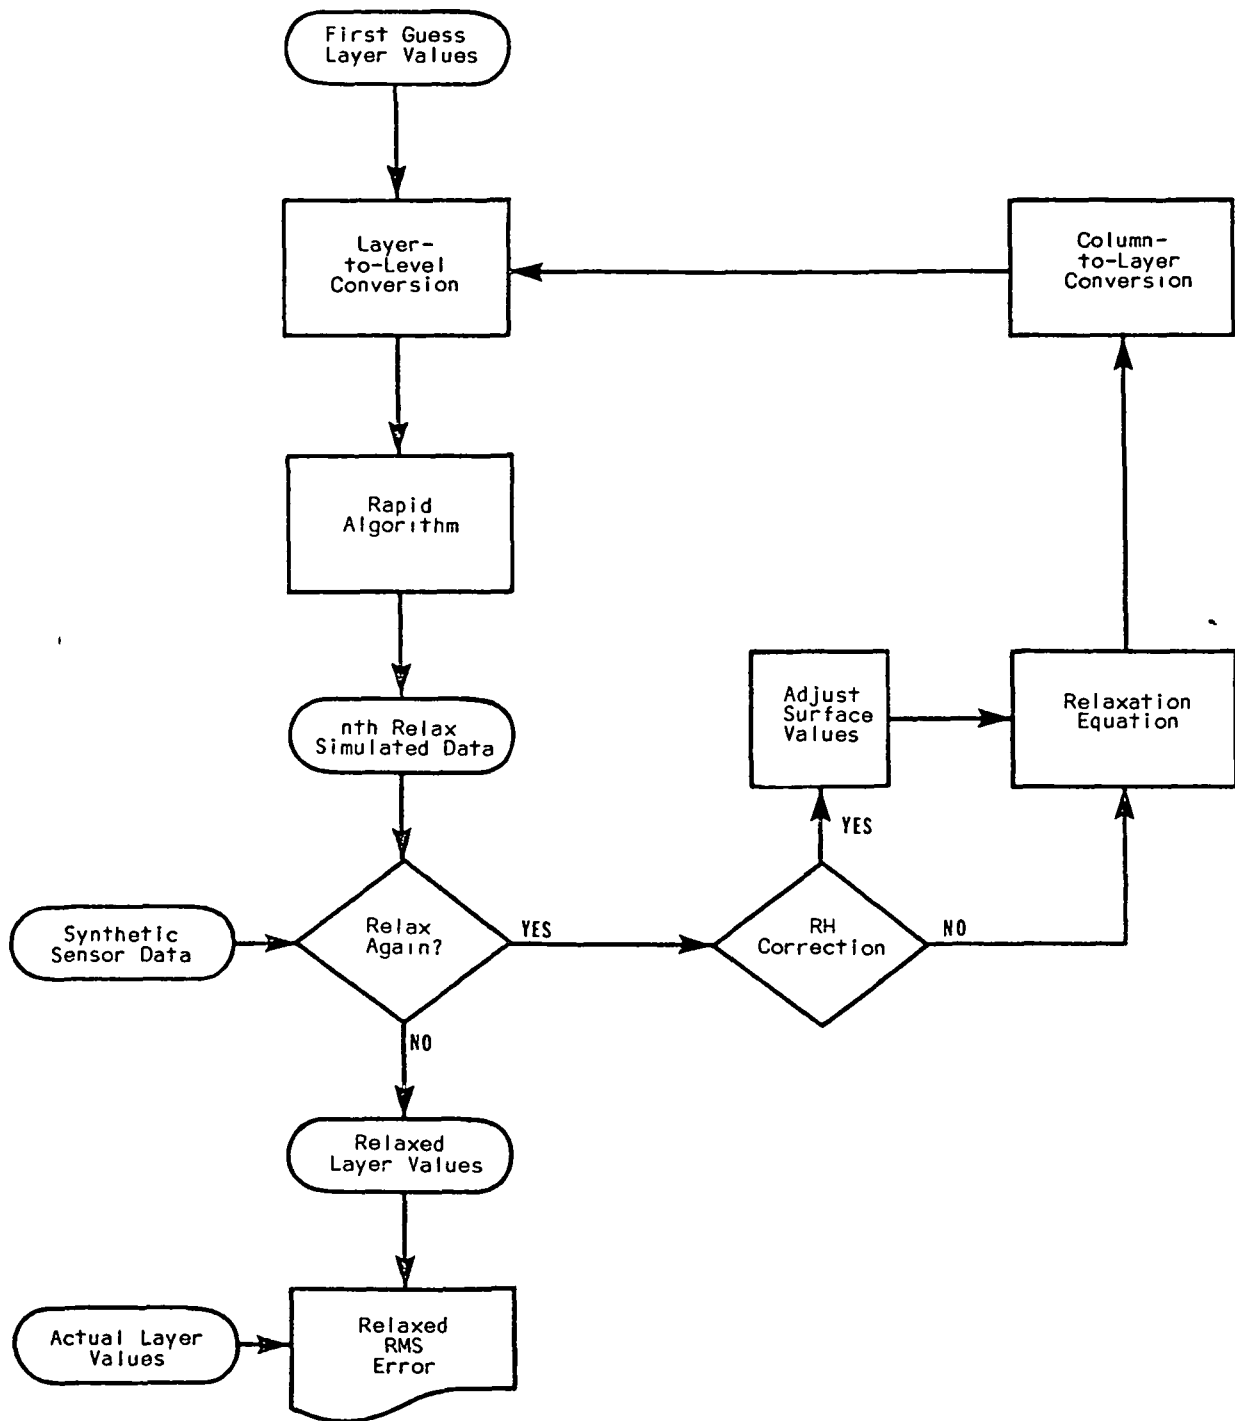 First Guess
Layer Values
Layer-
to-Level
Conversion
Column-
to-Layer
Conversion
Rapid
Algorithm
nth Relax
Simulated Data
Adjust
Surface
Values
Relaxation
Equation
YES
Synthetic
Sensor Data
Relax
Again?
YES
RH
Correction
NO
NO
Relaxed
Layer Values
Actual Layer
Values
Relaxed
RMS
Error